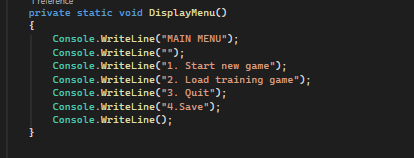 1 reference
private static void DisplayMenu()
{
    Console.WriteLine("MAIN MENU");
    Console.WriteLine("");
    Console.WriteLine("1. Start new game");
    Console.WriteLine("2. Load training game");
    Console.WriteLine("3. Quit");
    Console.WriteLine("4.Save");
    Console.WriteLine();
}